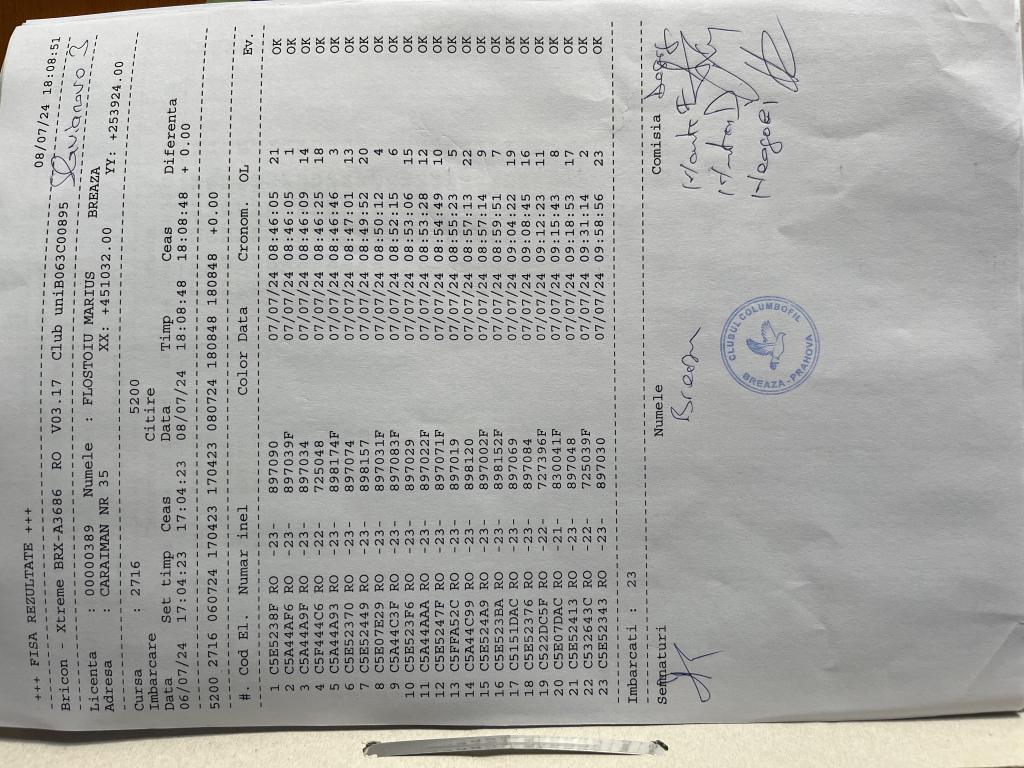 +++ FISA REZULTATE +++ 08/07/24 18:08:51
Bricon - Xtreme BRX-A3686 RO V03.17 Club uniB063C00895
Licenta : 00000389 Numele : FLOSTOIU MARIUS BREAZA
Adresa : CARAIMAN NR 35 XX: +451032.00 YY: +253924.00
Cursa : 2716 5200
Imbarcare Citire
Data Set timp Ceas Data Timp Ceas Diferenta
06/07/24 17:04:23 17:04:23 08/07/24 18:08:48 18:08:48 + 0.00
5200 2716 060724 170423 170423 080724 180848 180848 +0.00
#. Cod El. Numar inel Color Data Cronom. OL Ev.
1 C5E5238F RO -23- 897090 07/07/24 08:46:05 21 OK
2 C5A44AF6 RO -23- 897039F 07/07/24 08:46:05 1 OK
3 C5A44A9F RO -23- 897034 07/07/24 08:46:09 14 OK
4 C5F444C6 RO -22- 725048 07/07/24 08:46:25 18 OK
5 C5A44A93 RO -23- 898174F 07/07/24 08:46:46 3 OK
6 C5E52370 RO -23- 897074 07/07/24 08:47:01 13 OK
7 C5E52449 RO -23- 898157 07/07/24 08:49:52 20 OK
8 C5E07E29 RO -23- 897031F 07/07/24 08:50:12 4 OK
9 C5A44C3F RO -23- 897083F 07/07/24 08:52:15 6 OK
10 C5E523F6 RO -23- 897029 07/07/24 08:53:06 15 OK
11 C5A44AAA RO -23- 897022F 07/07/24 08:53:28 12 OK
12 C5E5247F RO -23- 897071F 07/07/24 08:54:49 10 OK
13 C5FFA52C RO -23- 897019 07/07/24 08:55:23 5 OK
14 C5A44C99 RO -23- 898120 07/07/24 08:57:13 22 OK
15 C5E524A9 RO -23- 897002F 07/07/24 08:57:14 9 OK
16 C5E523BA RO -23- 898152F 07/07/24 08:59:51 7 OK
17 C5151DAC RO -23- 897069 07/07/24 09:04:22 19 OK
18 C5E52376 RO -23- 897084 07/07/24 09:08:45 16 OK
19 C522DC5F RO -22- 727396F 07/07/24 09:12:23 11 OK
20 C5E07DAC RO -21- 830041F 07/07/24 09:15:43 8 OK
21 C5E52413 RO -23- 897048 07/07/24 09:18:53 17 OK
22 C532643C RO -22- 725039F 07/07/24 09:31:14 2 OK
23 C5E52343 RO -23- 897030 07/07/24 09:58:56 23 OK
Imbarcati : 23
Semnaturi Numele Comisia
Breaza
CLUBUL COLUMBOFIL
BREAZA - PRAHOVA